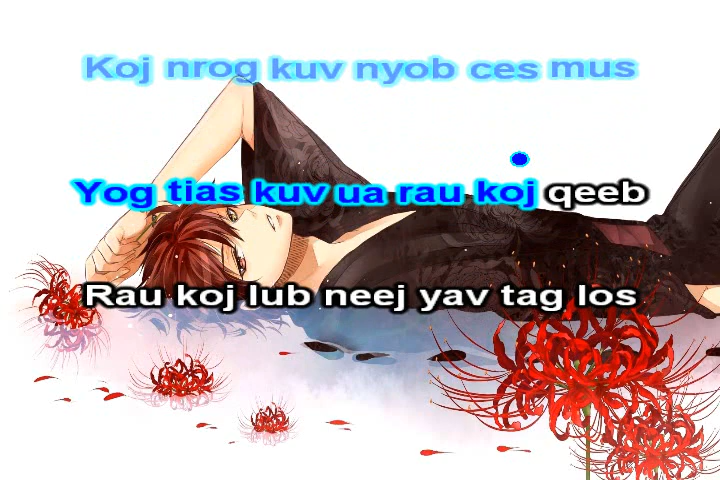 Koj nrog kuv nyob ces mus
Yog tias kuv ua rau koj qeeb
Rau koj lub neej yav tag los